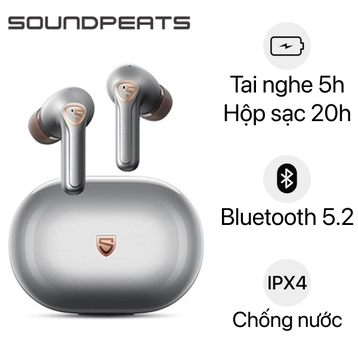 SOUNDPEATS
Tai nghe 5h
Hộp sạc 20h
Bluetooth 5.2
IPX4
Chống nước